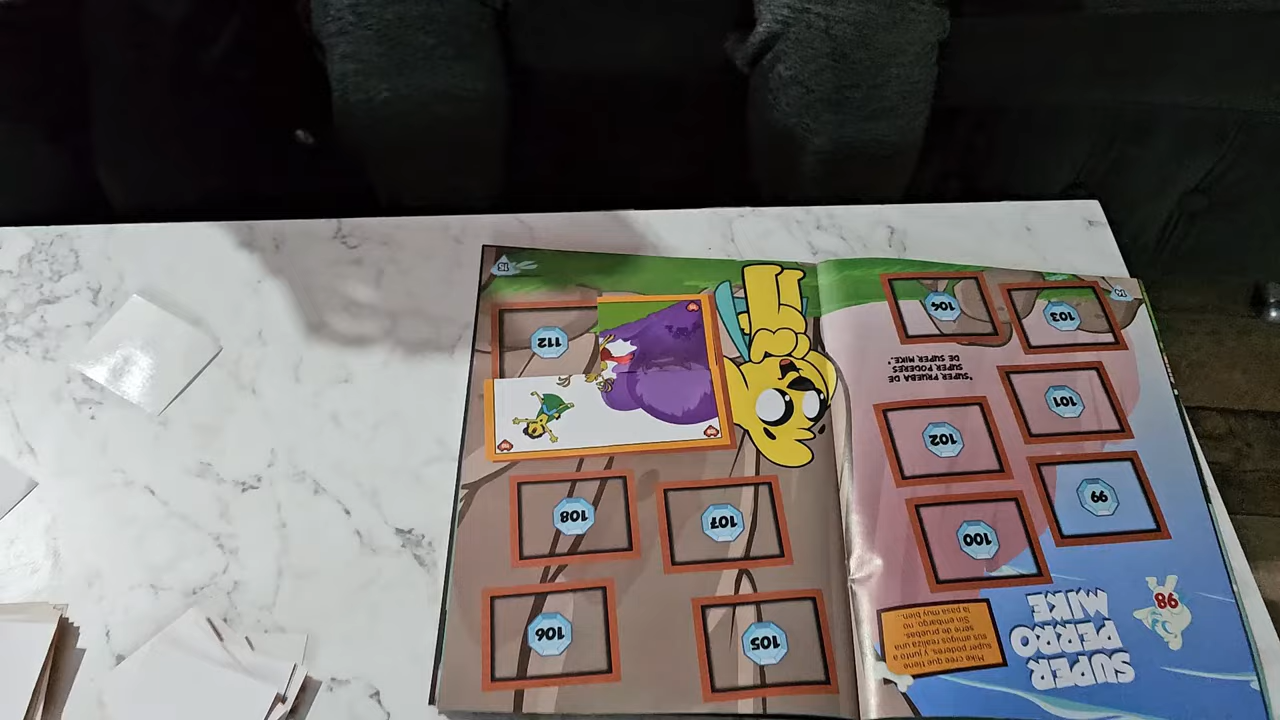 SUPER
PERRO
MIKE
98
Mike cree que tiene
super poderes, y junto a
sus amigos realiza una
serie de pruebas.
Sin embargo, no
la pasa muy bien...
99
100
101
102
"SUPER PRUEBA DE
SUPER PODERES
DE SUPER MIKE."
103
104
105
106
107
108
112
15